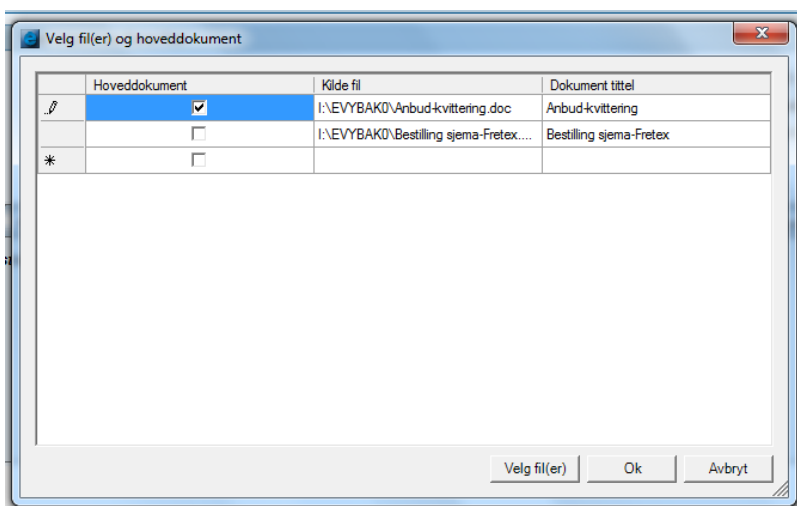 Velg fil(er) og hoveddokument
Hoveddokument Kilde fil Dokument tittel
I:\EVYBAK0\Anbud-kvittering.doc Anbud-kvittering
I:\EVYBAK0\Bestilling sjema-Fretex.... Bestilling sjema-Fretex
Velg fil(er) Ok Avbryt